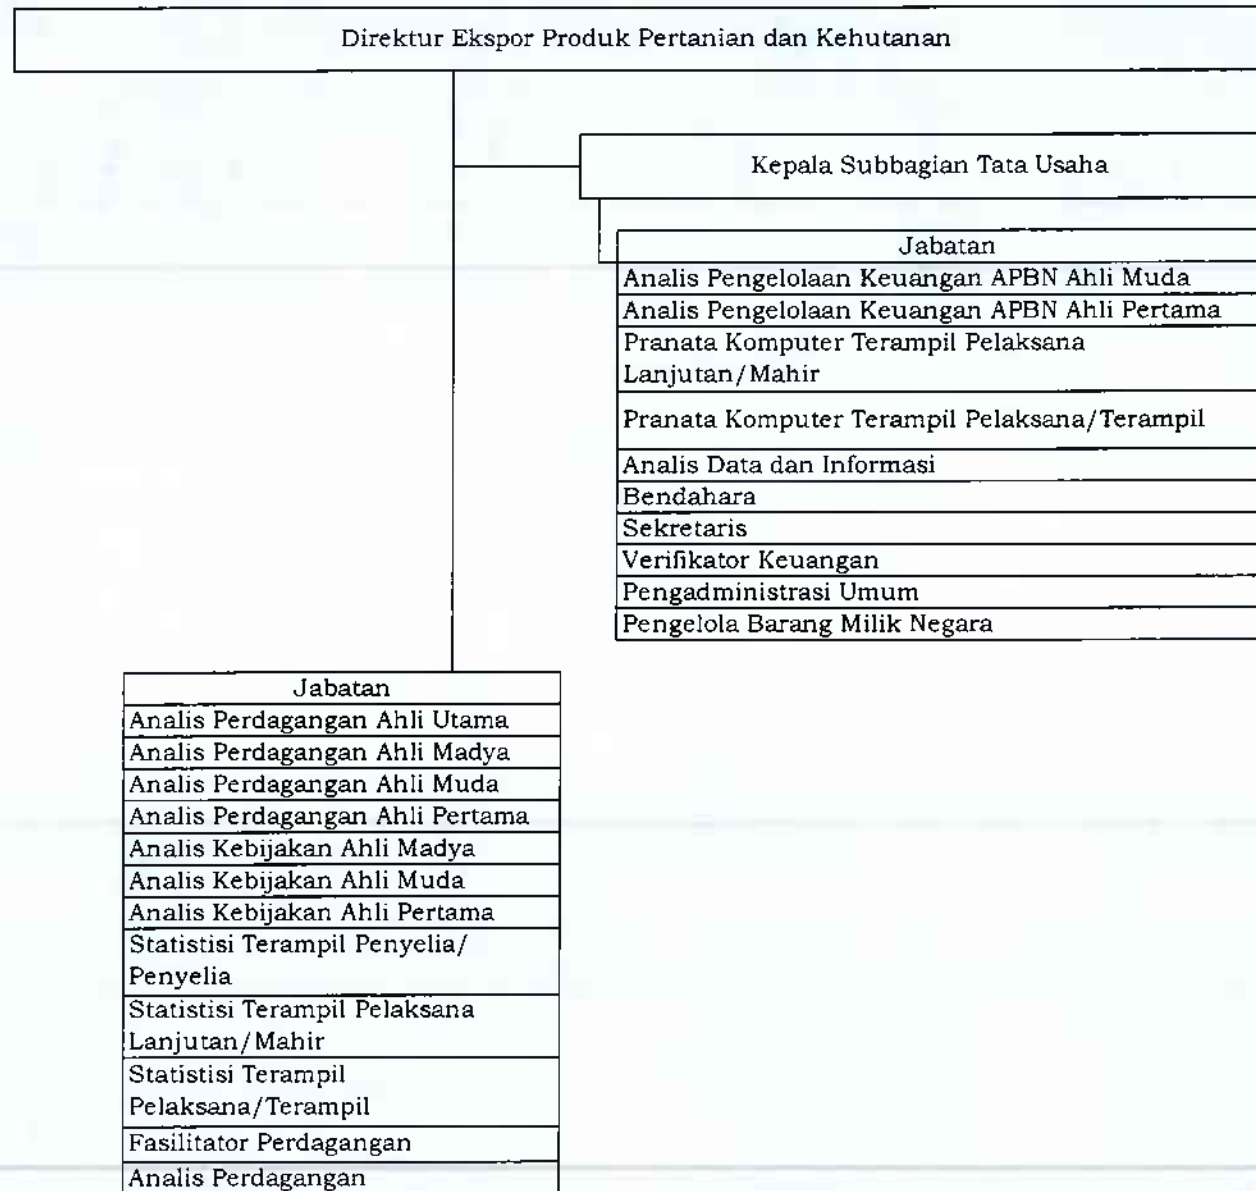 Direktur Ekspor Produk Pertanian dan Kehutanan
Kepala Subbagian Tata Usaha
Jabatan
Analis Pengelolaan Keuangan APBN Ahli Muda
Analis Pengelolaan Keuangan APBN Ahli Pertama
Pranata Komputer Terampil Pelaksana
Lanjutan/Mahir
Pranata Komputer Terampil Pelaksana/Terampil
Analis Data dan Informasi
Bendahara
Sekretaris
Verifikator Keuangan
Pengadministrasi Umum
Pengelola Barang Milik Negara
Jabatan
Analis Perdagangan Ahli Utama
Analis Perdagangan Ahli Madya
Analis Perdagangan Ahli Muda
Analis Perdagangan Ahli Pertama
Analis Kebijakan Ahli Madya
Analis Kebijakan Ahli Muda
Analis Kebijakan Ahli Pertama
Statistisi Terampil Penyelia/
Penyelia
Statistisi Terampil Pelaksana
Lanjutan/Mahir
Statistisi Terampil
Pelaksana/Terampil
Fasilitator Perdagangan
Analis Perdagangan